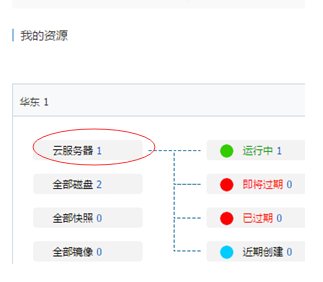 我的资源
华东 1
云服务器 1
运行中 1
全部磁盘 2
即将过期 0
全部快照 0
已过期 0
全部镜像 0
近期创建 0